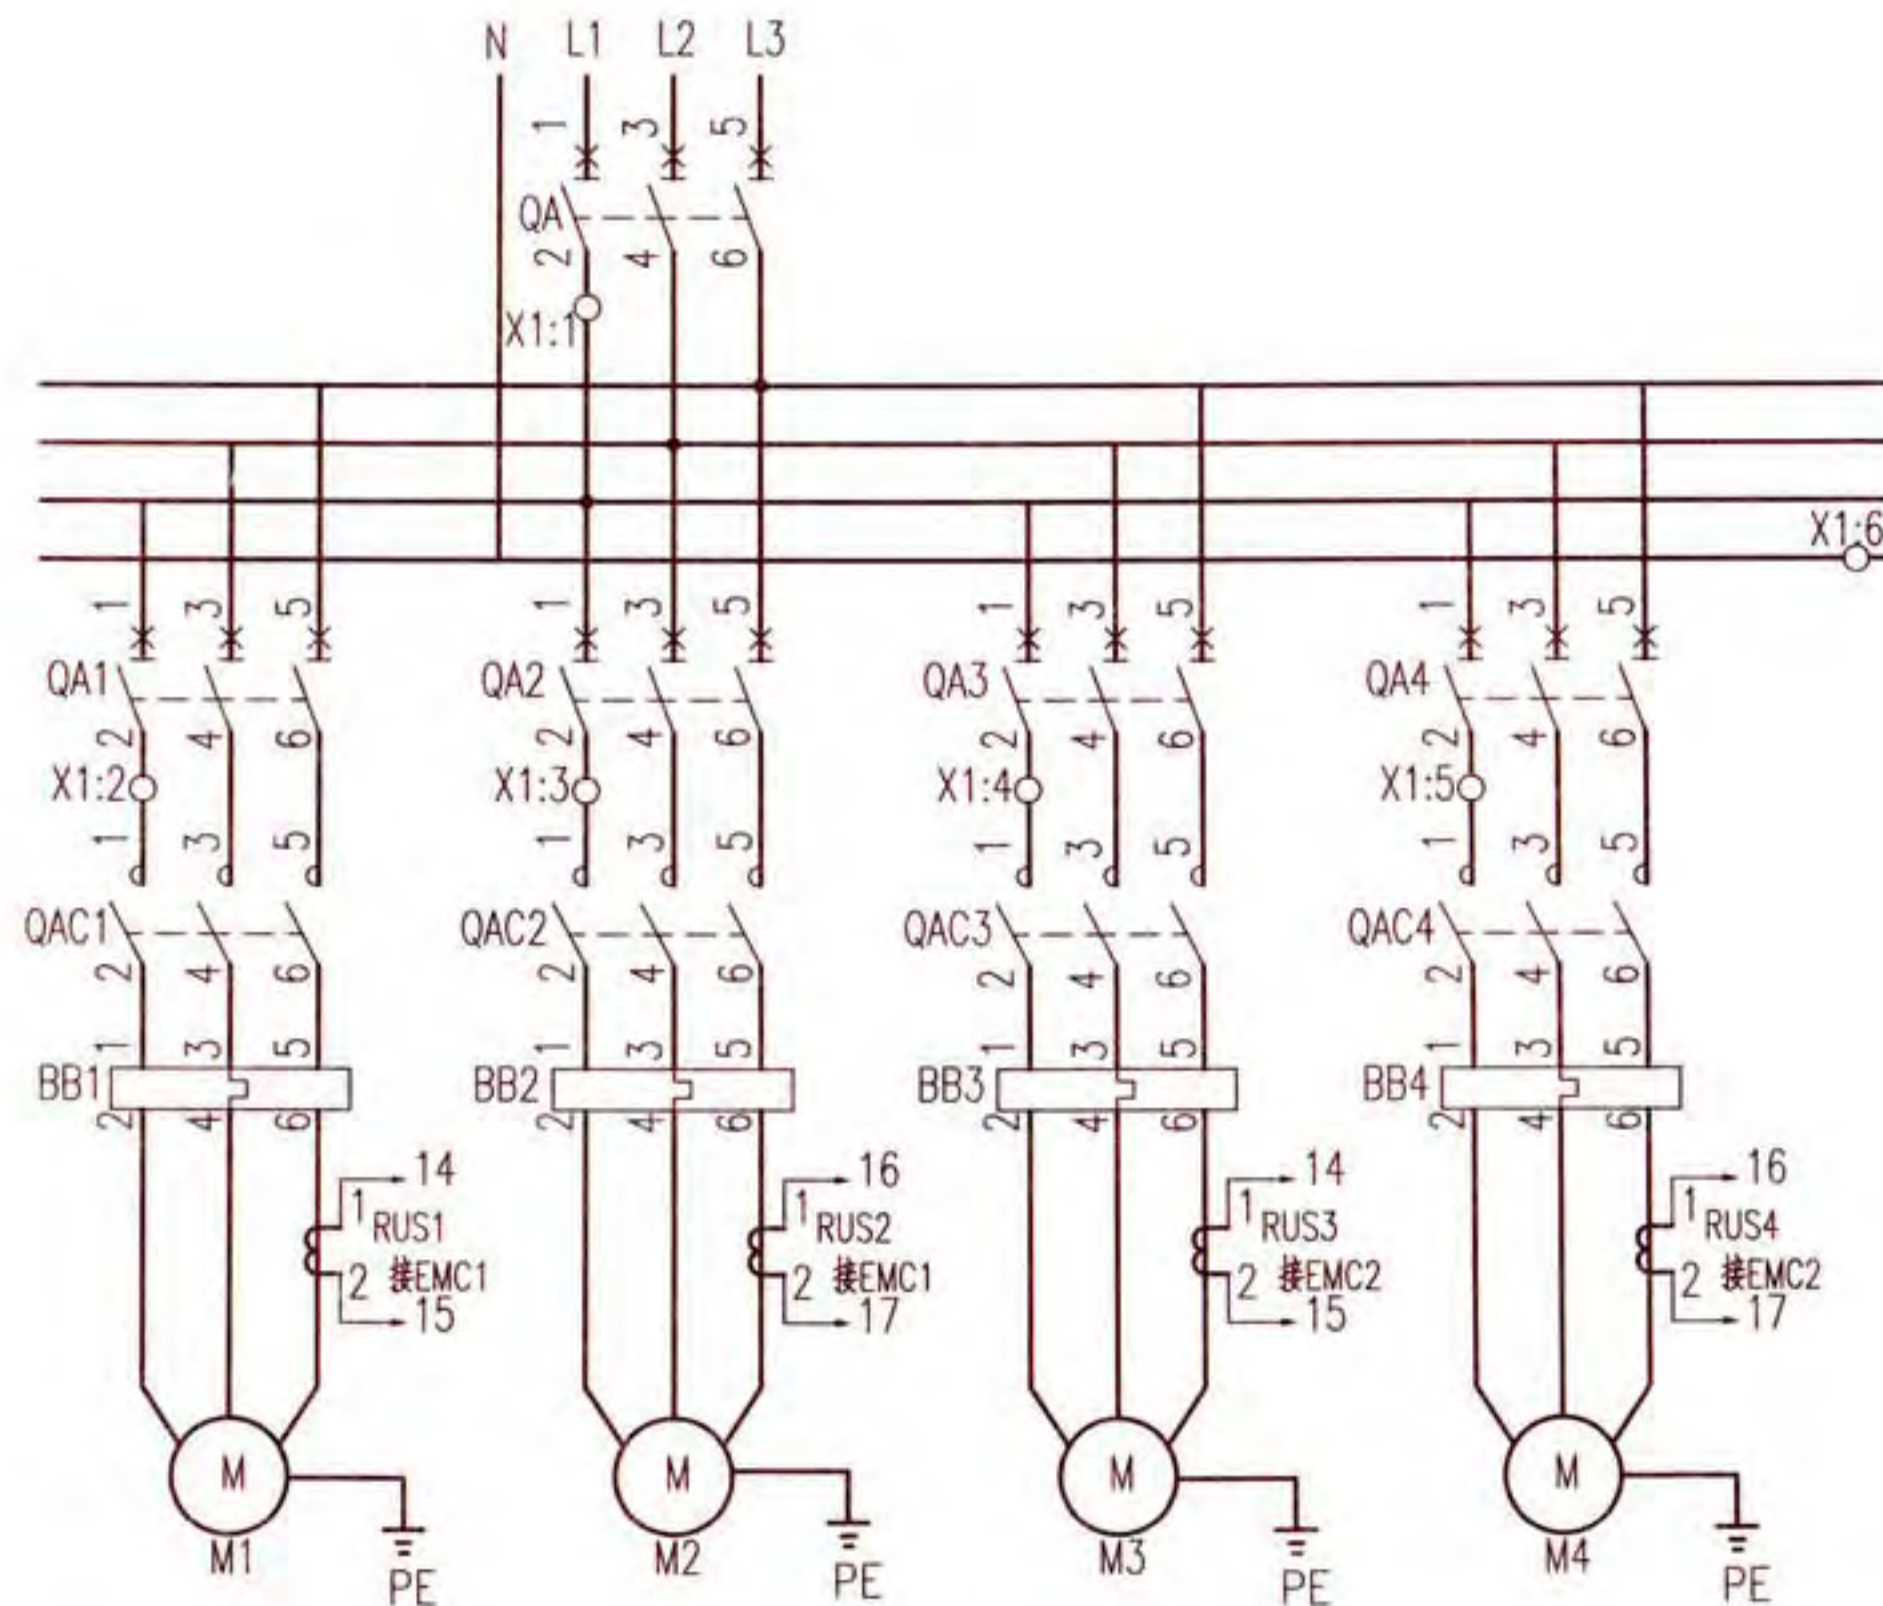 N L1 L2 L3
1 3 5
QA
2 4 6
X1:1
X1:6
1 3 5 1 3 5 1 3 5 1 3 5
QA1 QA2 QA3 QA4
2 4 6 2 4 6 2 4 6 2 4 6
X1:2 X1:3 X1:4 X1:5
1 3 5 1 3 5 1 3 5 1 3 5
QAC1 QAC2 QAC3 QAC4
2 4 6 2 4 6 2 4 6 2 4 6
1 3 5 1 3 5 1 3 5 1 3 5
BB1 BB2 BB3 BB4
2 4 6 2 4 6 2 4 6 2 4 6
14 16 14 16
1 RUS1 1 RUS2 1 RUS3 1 RUS4
2 接EMC1 2 接EMC1 2 接EMC2 2 接EMC2
15 17 15 17
M M M M
M1 M2 M3 M4
PE PE PE PE